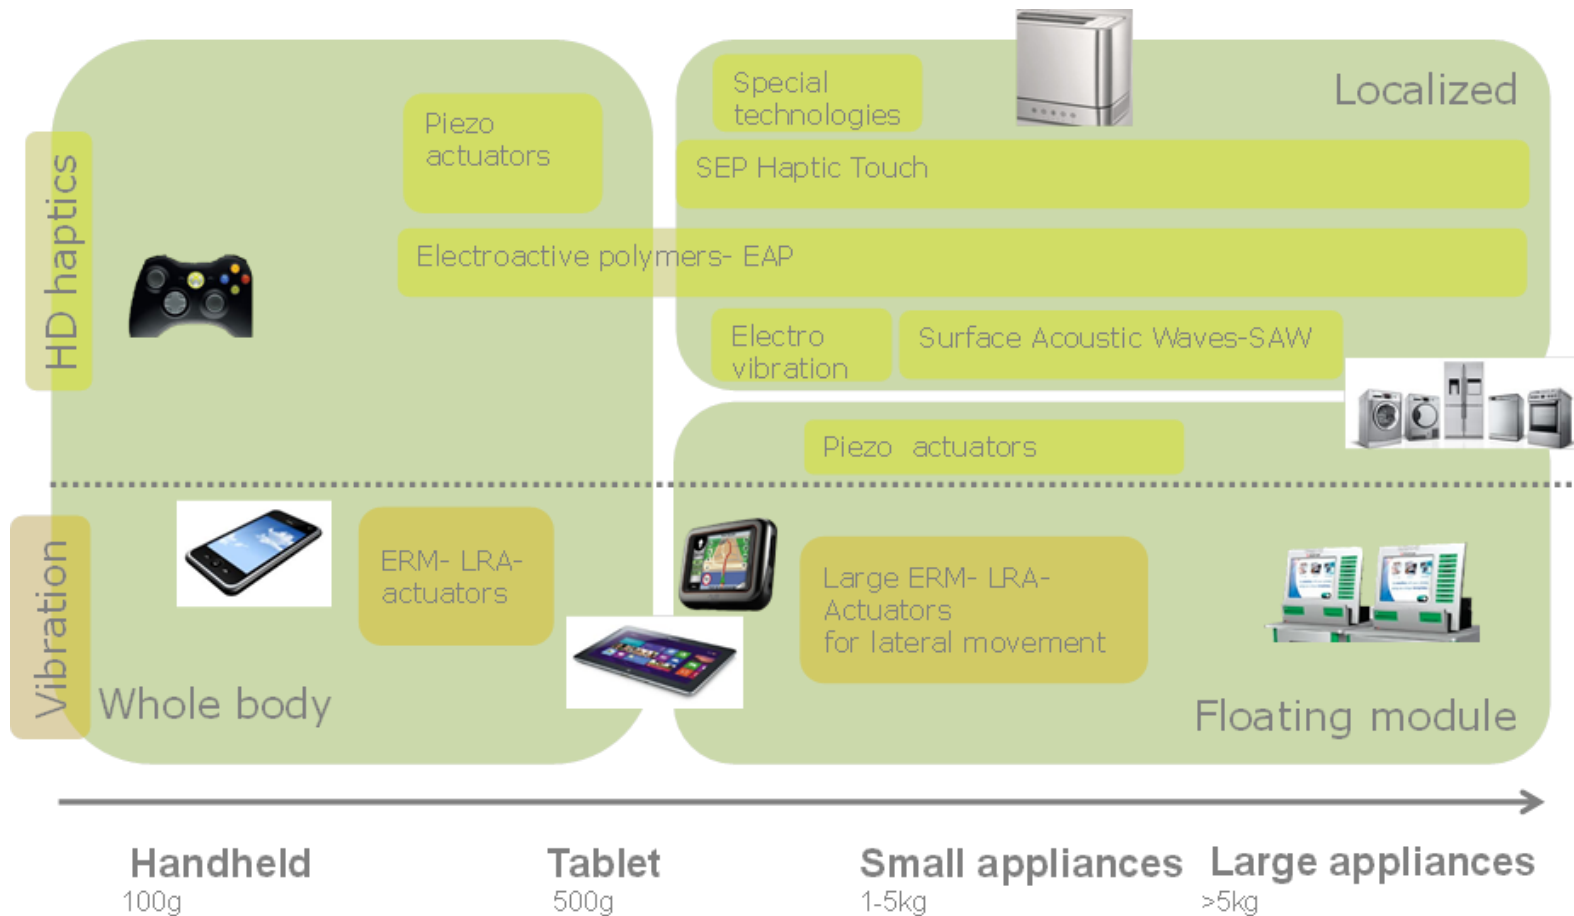 HD haptics
Vibration
Piezo
actuators
Special
technologies
Localized
SEP Haptic Touch
Electroactive polymers- EAP
Electro
vibration
Surface Acoustic Waves-SAW
Piezo actuators
ERM- LRA-
actuators
Large ERM- LRA-
Actuators
for lateral movement
Whole body
Floating module
Handheld
100g
Tablet
500g
Small appliances
1-5kg
Large appliances
>5kg